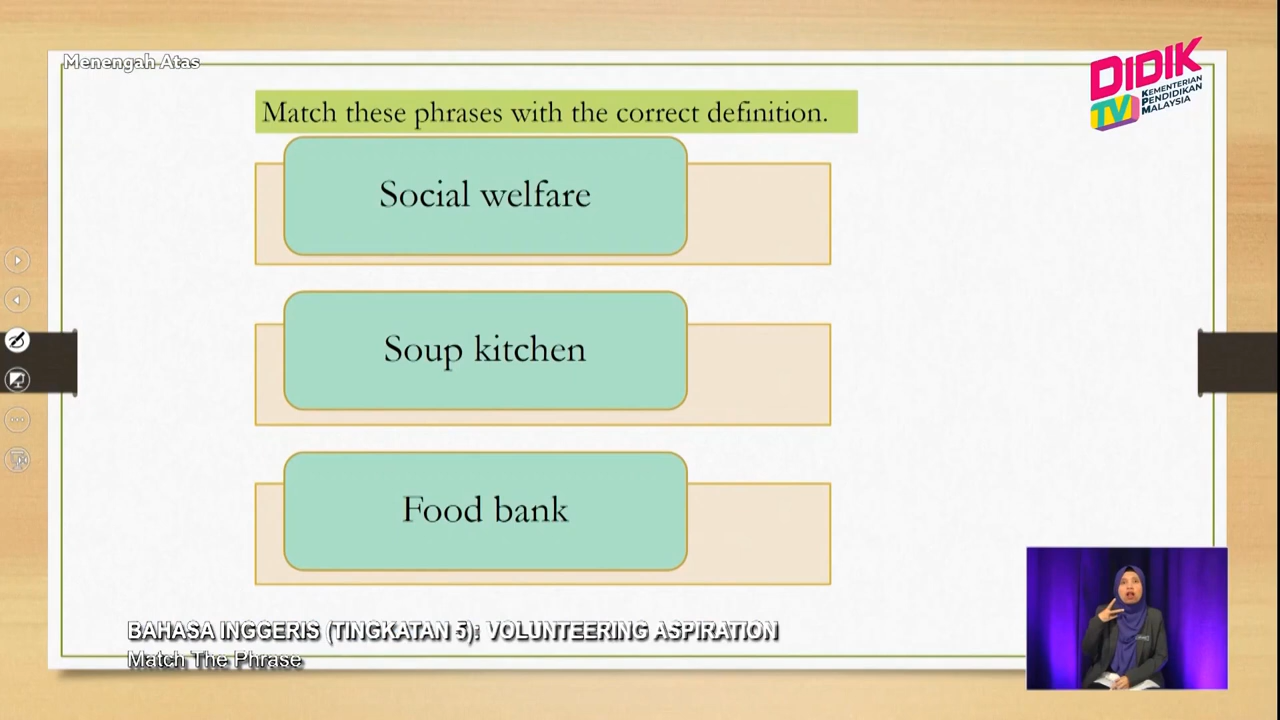 Menengah Atas
DIDIK
TV
KEMENTERIAN
PENDIDIKAN
MALAYSIA
Match these phrases with the correct definition.
Social welfare
Soup kitchen
Food bank
BAHASA INGGERIS (TINGKATAN 5): VOLUNTEERING ASPIRATION
Match The Phrase